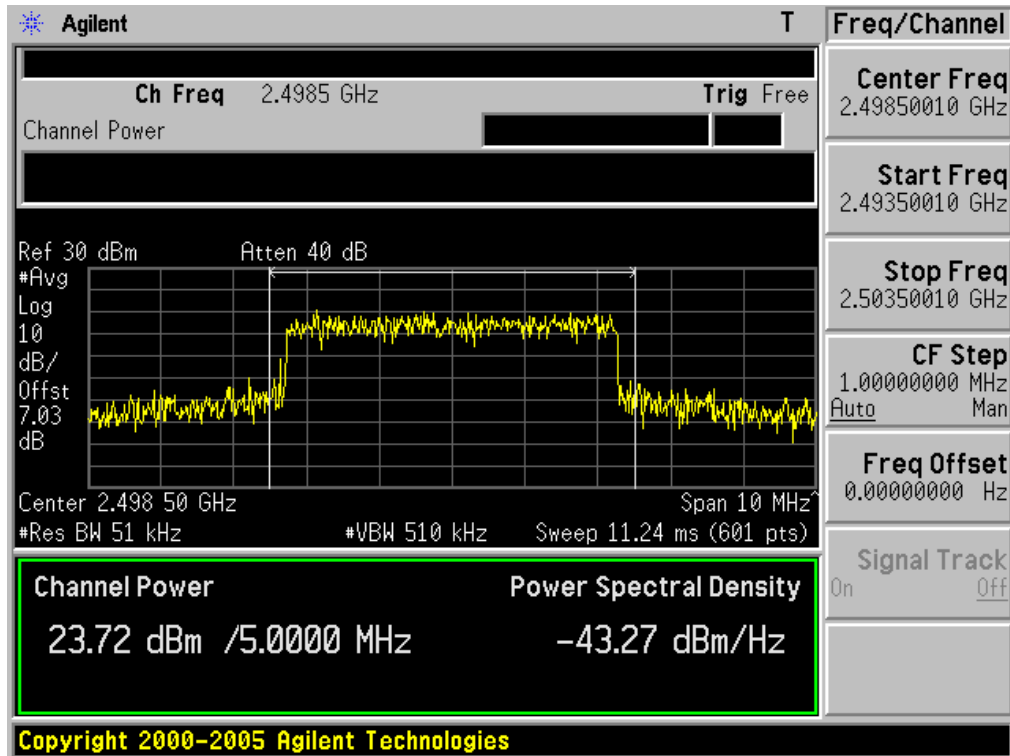 Agilent T
Ch Freq 2.4985 GHz Trig Free
Channel Power
Ref 30 dBm Atten 40 dB
#Avg
Log
10
dB/
Offst
7.03
dB
Center 2.498 50 GHz Span 10 MHz^
#Res BW 51 kHz #VBW 510 kHz Sweep 11.24 ms (601 pts)
Channel Power Power Spectral Density
23.72 dBm /5.0000 MHz -43.27 dBm/Hz
Copyright 2000-2005 Agilent Technologies
Freq/Channel
Center Freq
2.49850010 GHz
Start Freq
2.49350010 GHz
Stop Freq
2.50350010 GHz
CF Step
1.00000000 MHz
Auto Man
Freq Offset
0.00000000 Hz
Signal Track
On Off